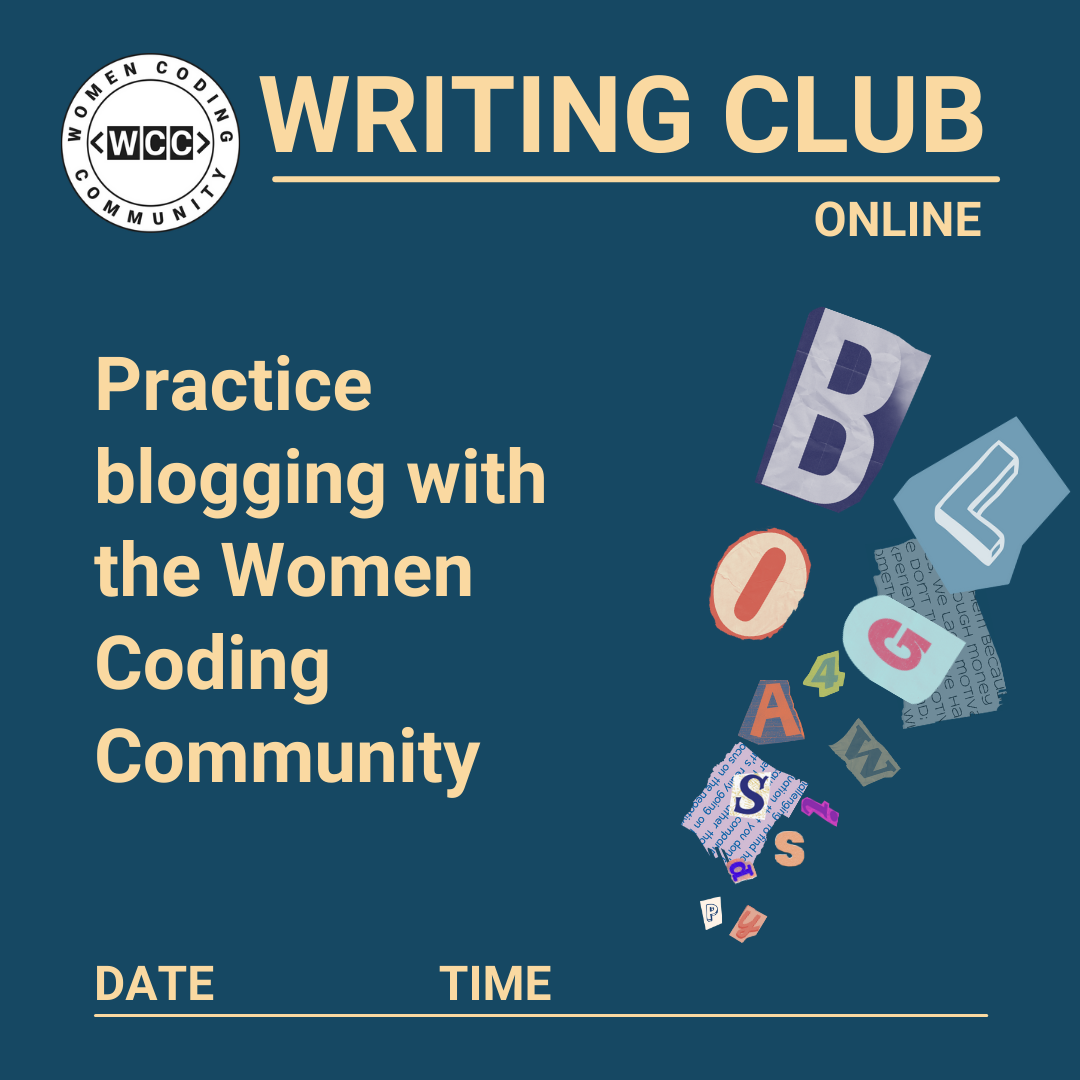 WOMEN CODING
<WCC>
COMMUNITY
WRITING CLUB
ONLINE
Practice
blogging with
the Women
Coding
Community
B
L
O
G
4
A
W
S
S
P
y
DATE
TIME